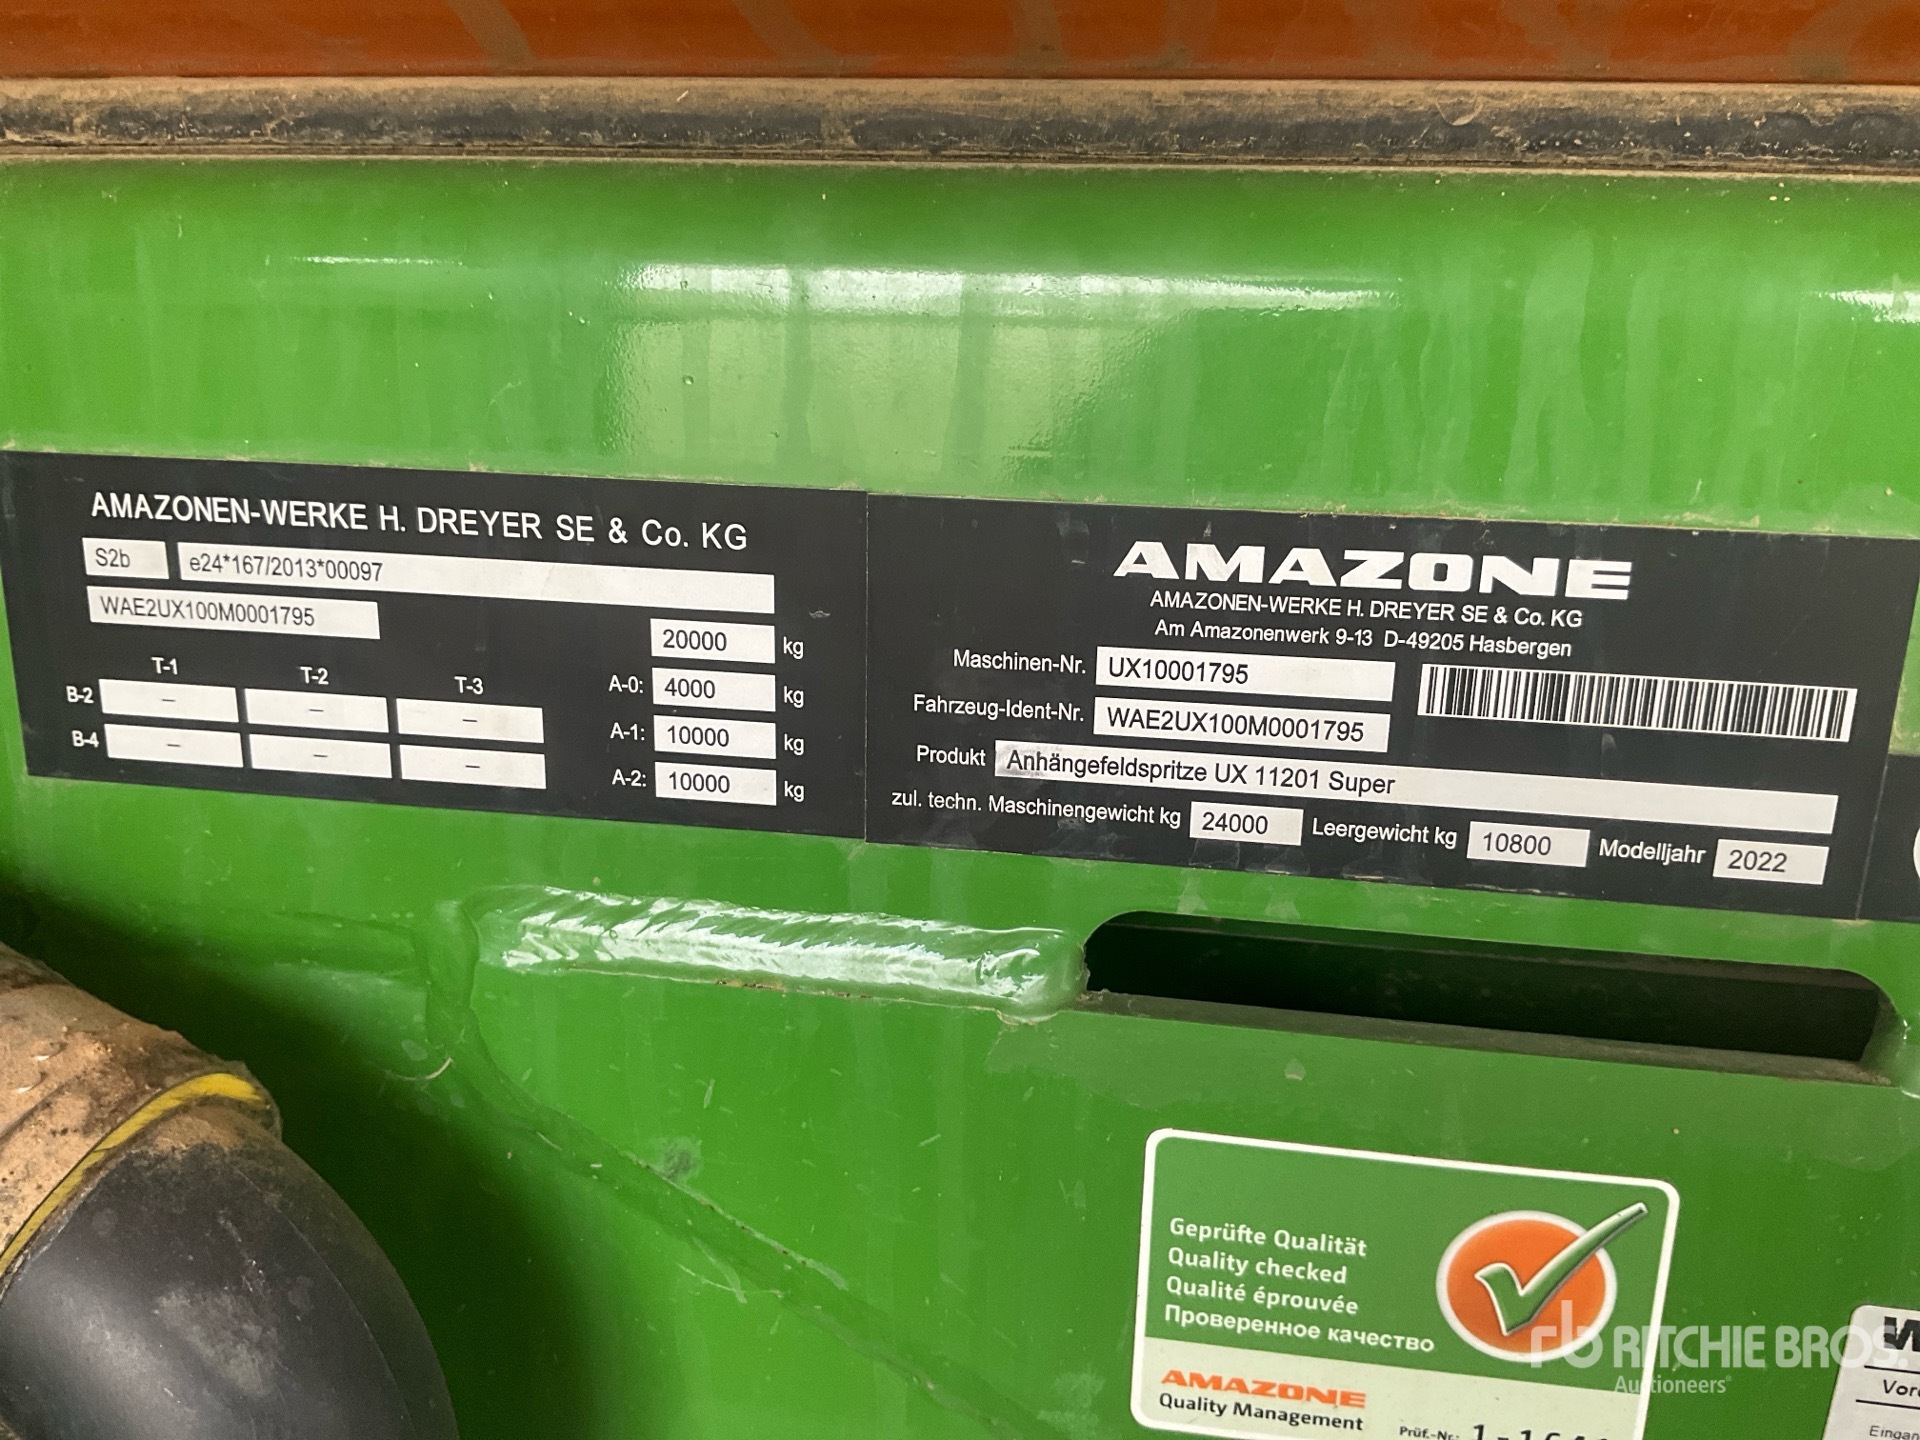 AMAZONEN-WERKE H. DREYER SE & Co. KG
S2b e24*167/2013*00097
WAE2UX100M0001795
20000 kg
T-1 T-2 T-3
A-0: 4000 kg
B-2 – – –
A-1: 10000 kg
B-4 – – –
A-2: 10000 kg
AMAZONE
AMAZONEN-WERKE H. DREYER SE & Co. KG
Am Amazonenwerk 9-13 D-49205 Hasbergen
Maschinen-Nr. UX10001795
Fahrzeug-Ident-Nr. WAE2UX100M0001795
Produkt Anhängefeldspritze UX 11201 Super
zul. techn. Maschinengewicht kg 24000 Leergewicht kg 10800 Modelljahr 2022
Geprüfte Qualität
Quality checked
Qualité éprouvée
Проверенное качество
AMAZONE
Quality Management
Prüf.-Nr.:
rb RITCHIE BROS.
Auctioneers